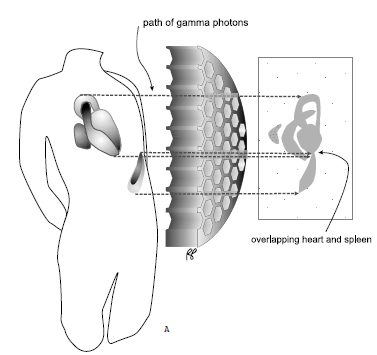 path of gamma photons
overlapping heart and spleen
A